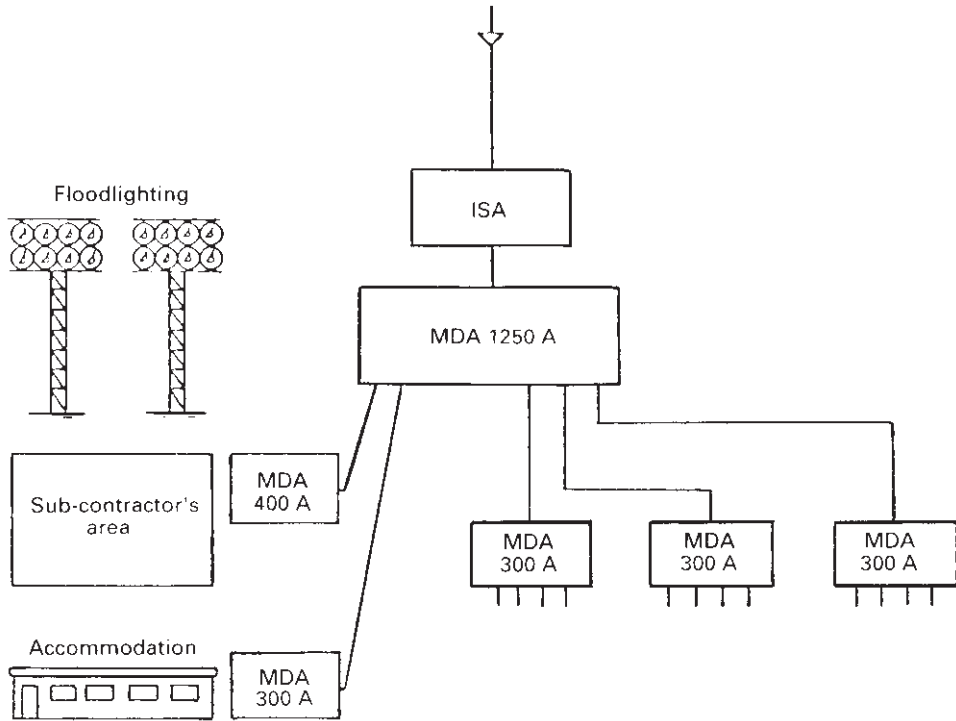 Floodlighting
ISA
MDA 1250 A
Sub-contractor's
area
MDA
400 A
MDA
300 A
MDA
300 A
MDA
300 A
Accommodation
MDA
300 A